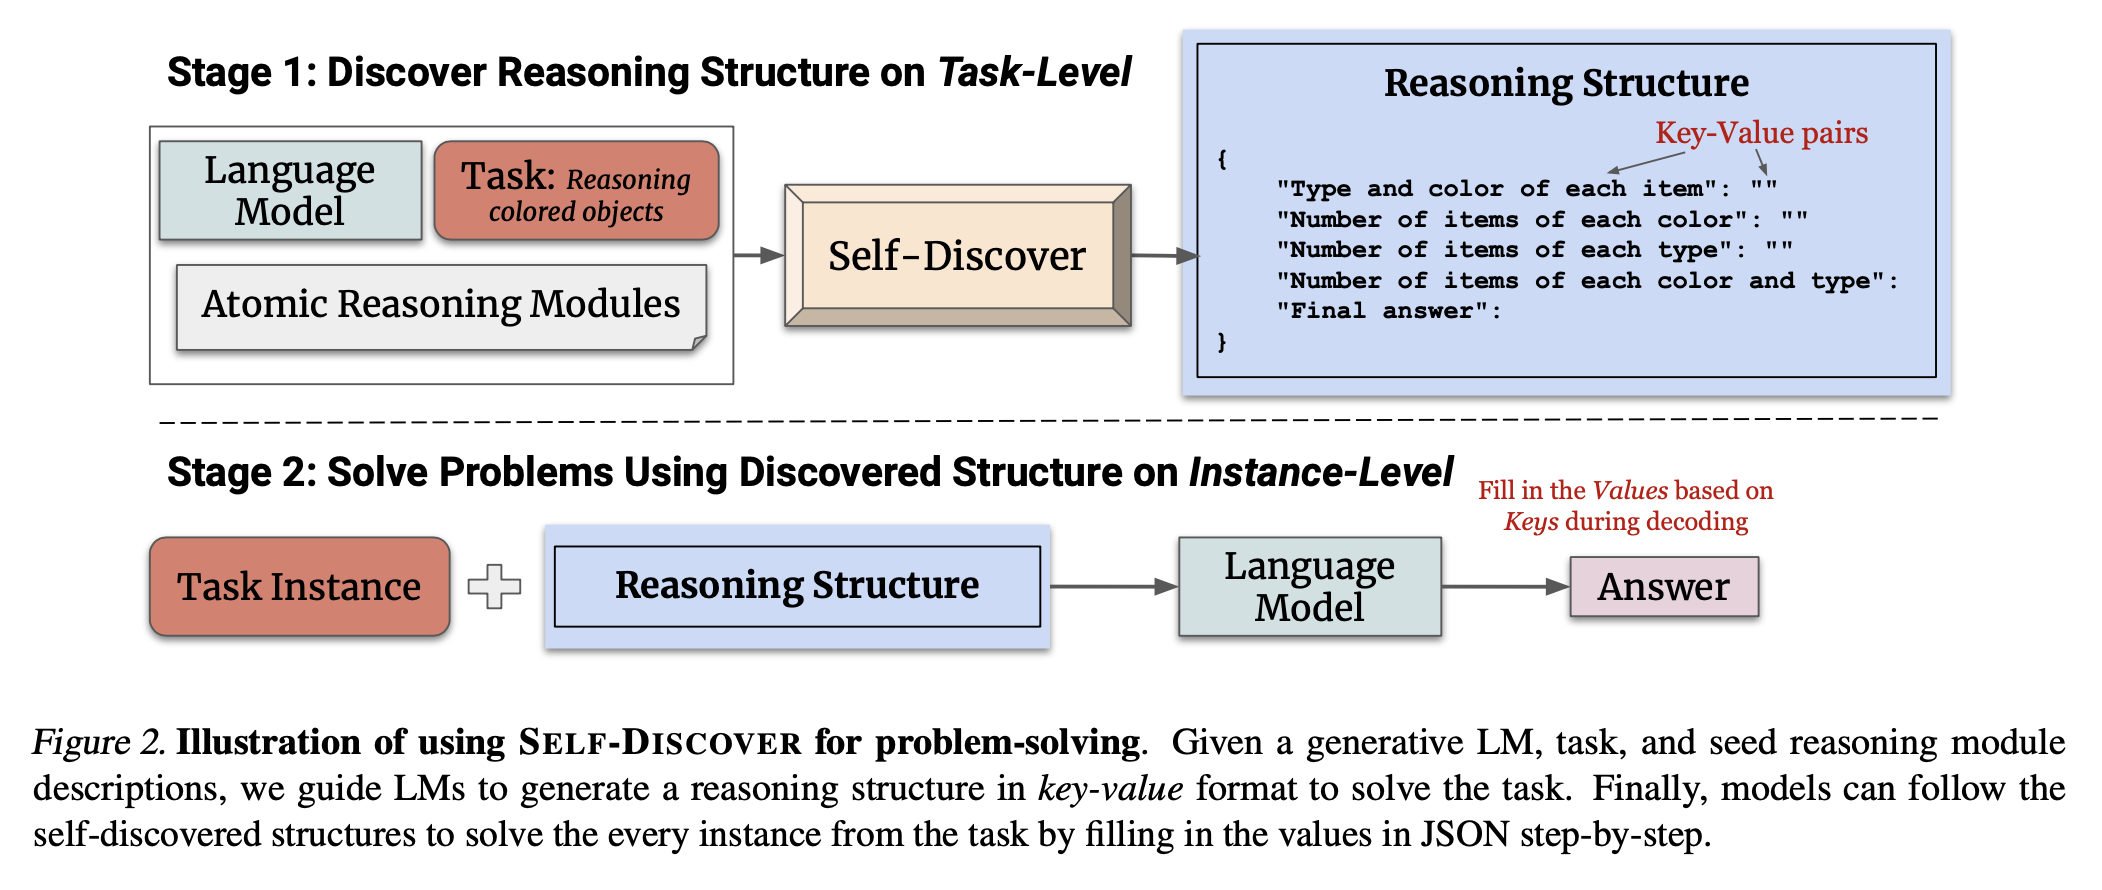 Stage 1: Discover Reasoning Structure on Task-Level
Language
Model
Task: Reasoning
colored objects
Atomic Reasoning Modules
Self-Discover
Reasoning Structure
Key-Value pairs
{
"Type and color of each item": ""
"Number of items of each color": ""
"Number of items of each type": ""
"Number of items of each color and type":
"Final answer":
}
Stage 2: Solve Problems Using Discovered Structure on Instance-Level
Fill in the Values based on
Keys during decoding
Task Instance
Reasoning Structure
Language
Model
Answer
Figure 2. Illustration of using SELF-DISCOVER for problem-solving. Given a generative LM, task, and seed reasoning module
descriptions, we guide LMs to generate a reasoning structure in key-value format to solve the task. Finally, models can follow the
self-discovered structures to solve the every instance from the task by filling in the values in JSON step-by-step.